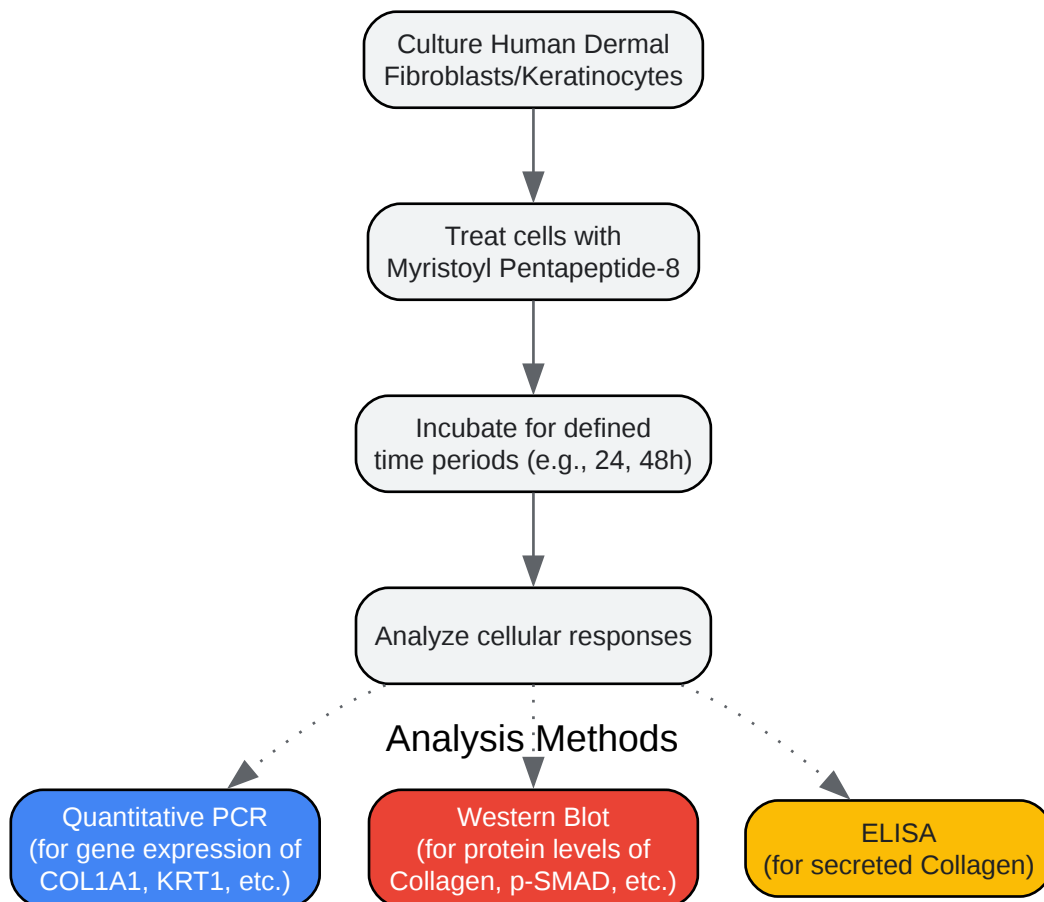 Culture Human Dermal
Fibroblasts/Keratinocytes
Treat cells with
Myristoyl Pentapeptide-8
Incubate for defined
time periods (e.g., 24, 48h)
Analyze cellular responses
Analysis Methods
Quantitative PCR
(for gene expression of
COL1A1, KRT1, etc.)
Western Blot
(for protein levels of
Collagen, p-SMAD, etc.)
ELISA
(for secreted Collagen)